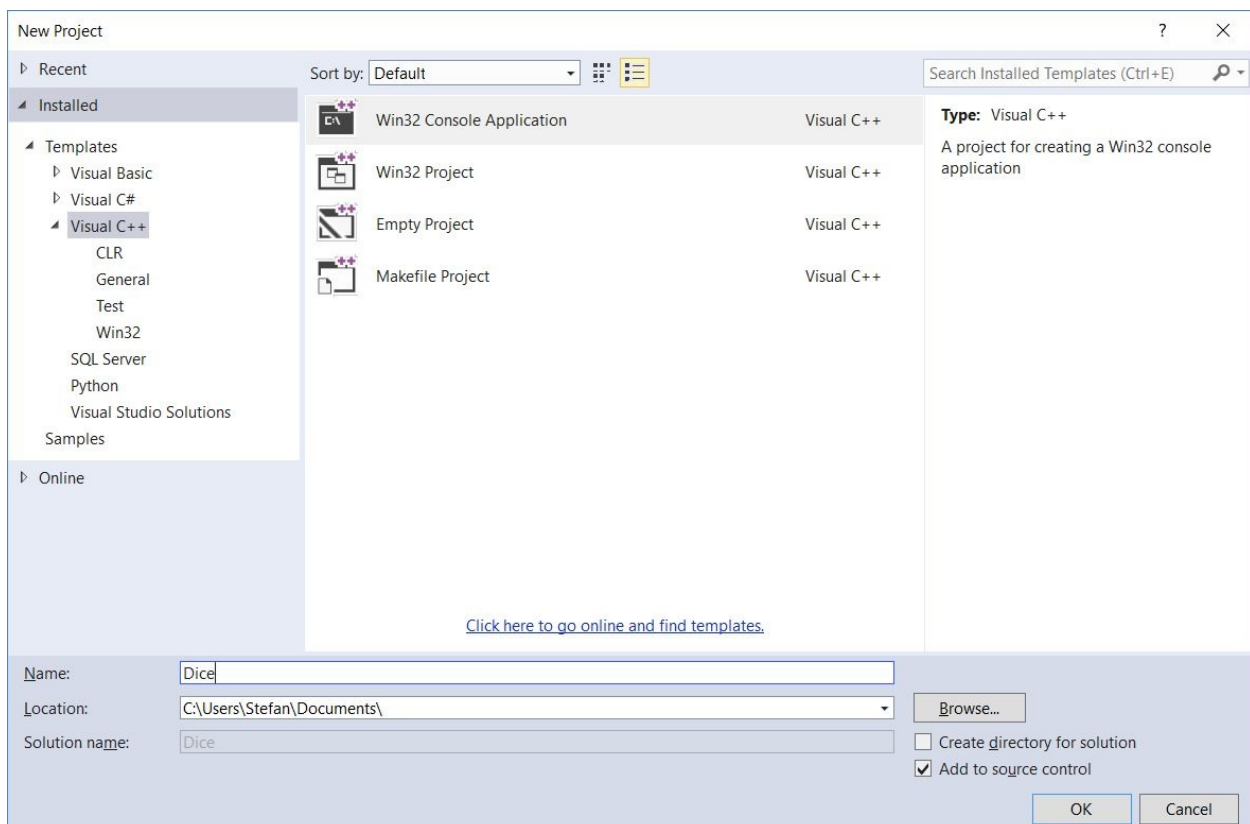 New Project
?
Recent
Installed
Templates
Visual Basic
Visual C#
Visual C++
CLR
General
Test
Win32
SQL Server
Python
Visual Studio Solutions
Samples
Online
Sort by: Default
Search Installed Templates (Ctrl+E)
Win32 Console Application Visual C++
Win32 Project Visual C++
Empty Project Visual C++
Makefile Project Visual C++
Click here to go online and find templates.
Type: Visual C++
A project for creating a Win32 console
application
Name: Dice
Location: C:\Users\Stefan\Documents\
Browse...
Solution name: Dice
Create directory for solution
Add to source control
OK Cancel